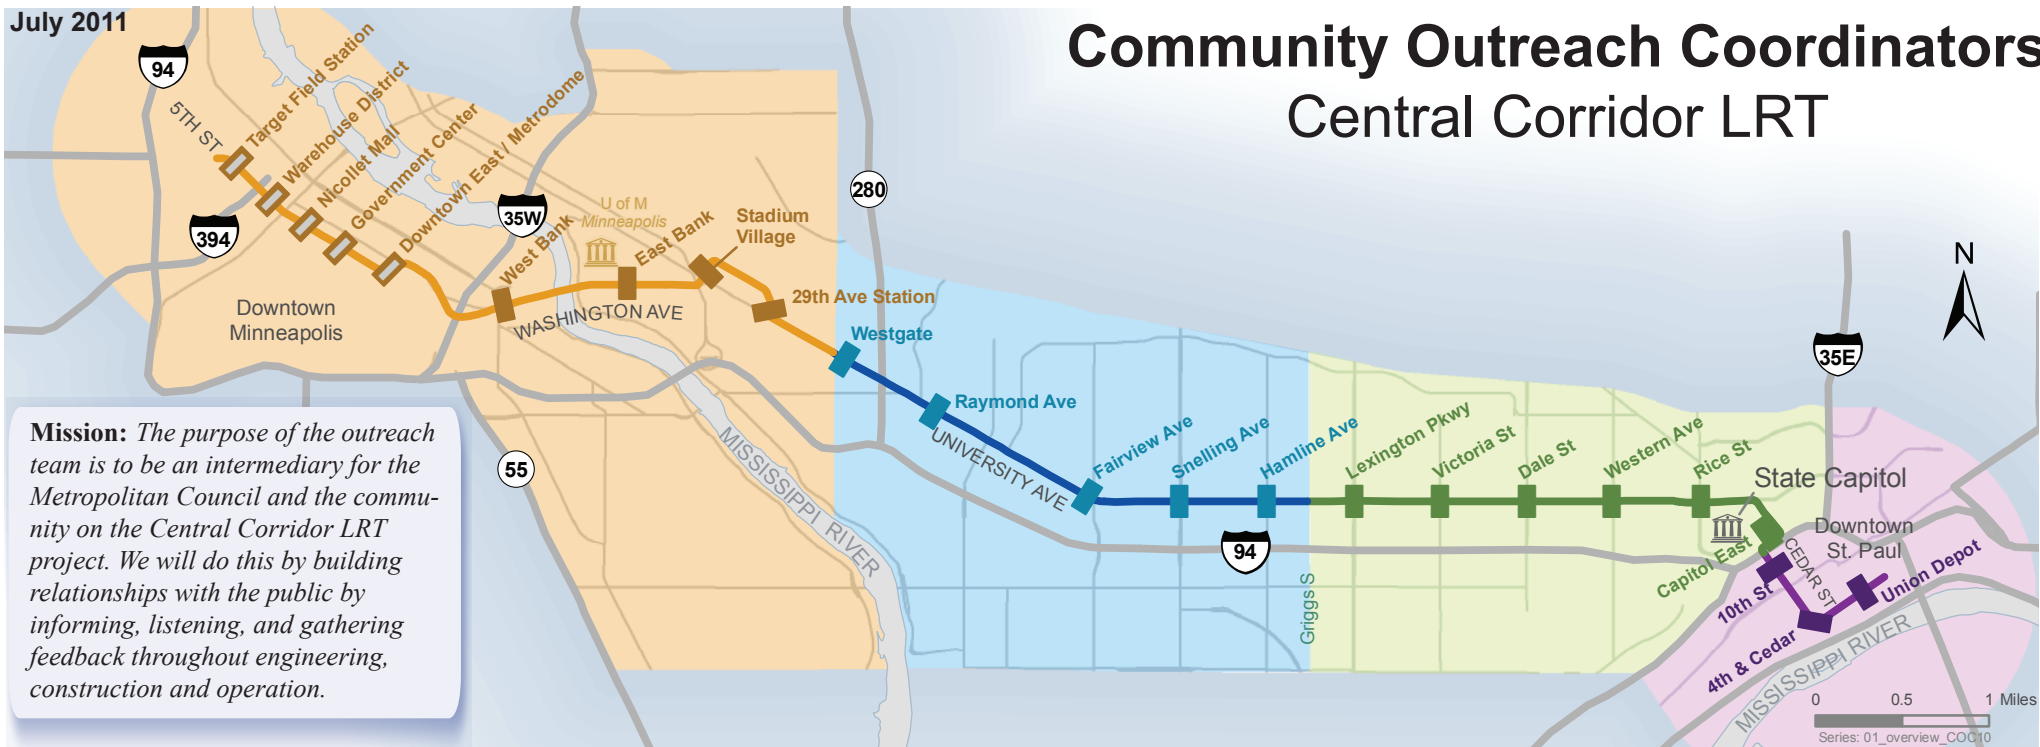 July 2011
Community Outreach Coordinators
Central Corridor LRT
94
5TH ST
Target Field Station
Warehouse District
Nicollet Mall
Government Center
Downtown East / Metrodome
394
35W
West Bank
U of M
Minneapolis
East Bank
Stadium
Village
280
29th Ave Station
WASHINGTON AVE
Downtown
Minneapolis
Westgate
Raymond Ave
UNIVERSITY AVE
Fairview Ave
Snelling Ave
Hamline Ave
Lexington Pkwy
Victoria St
Dale St
Western Ave
Rice St
State Capitol
35E
N
MISSISSIPPI RIVER
55
94
Griggs S
Capitol East
CEDAR ST
Downtown
St. Paul
10th St
Union Depot
4th & Cedar
MISSISSIPPI RIVER
Mission: The purpose of the outreach
team is to be an intermediary for the
Metropolitan Council and the commu-
nity on the Central Corridor LRT
project. We will do this by building
relationships with the public by
informing, listening, and gathering
feedback throughout engineering,
construction and operation.
0 0.5 1 Miles
Series: 01_overview_COC10